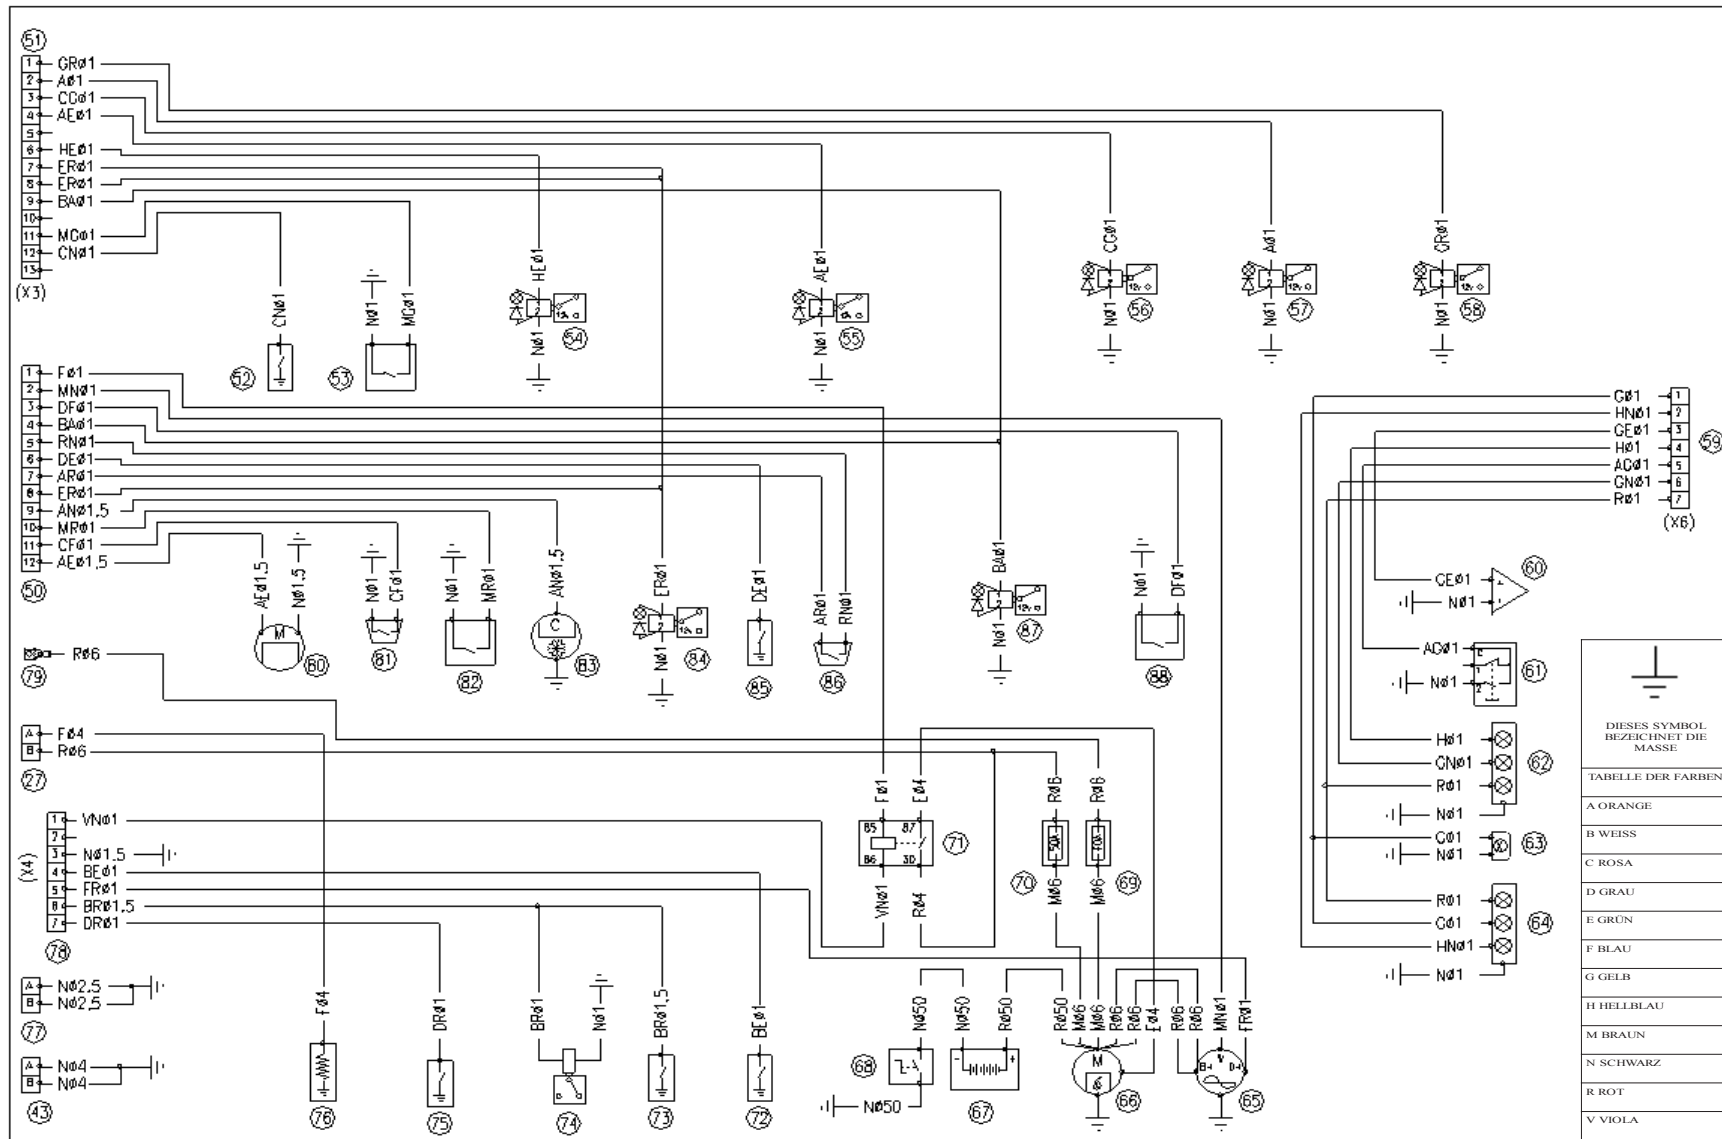 51
1 GRø1
2 Aø1
3 CGø1
4 AEø1
5
6 HEø1
7 ERø1
8 ERø1
9 BAø1
10
11 MGø1
12 CNø1
13
(X3)
HEø1
Nø1
54
AEø1
Nø1
55
CGø1
Nø1
56
Aø1
Nø1
57
GRø1
Nø1
58
CNø1
52
Nø1
MGø1
53
1 Fø1
2 MNø1
3 DFø1
4 BAø1
5 RNø1
6 DEø1
7 ARø1
8 ERø1
9 ANø1,5
10 MRø1
11 CFø1
12 AEø1,5
50
Gø1 1
HNø1 2
GEø1 3
Hø1 4
AGø1 5
GNø1 6
Rø1 7
59
(X6)
AEø1,5
Nø1,5
M
80
Nø1
CFø1
81
Nø1
MRø1
82
ANø1,5
C
83
ERø1
Nø1
84
DEø1
85
ARø1
RNø1
86
BAø1
Nø1
87
Nø1
DFø1
88
GEø1
Nø1
60
AGø1
Nø1
61
Hø1
GNø1
Rø1
Nø1
62
Gø1
Nø1
63
Rø1
Gø1
HNø1
Nø1
64
Rø6
79
A Fø4
B Rø6
27
Fø1
Eø4
85 87
86 30
71
VNø1
Rø4
Rø6
50A
70
Mø6
Rø6
69
Mø6
1 VNø1
2
3 Nø1,5
4 BEø1
5 FRø1
6 BRø1,5
7 DRø1
(X4)
78
A Nø2,5
B Nø2,5
77
A Nø4
B Nø4
43
Fø4
76
DRø1
75
BRø1
Nø1
74
BRø1,5
73
BEø1
72
Nø50
Nø50
Rø50
Rø50
Mø6
Mø6
Rø6
Rø6
Eø4
Rø6
Rø6
MNø1
FRø1
68
Nø50
- +
67
M
66
B+ D+
65
DIESES SYMBOL
BEZEICHNET DIE
MASSE
TABELLE DER FARBEN
A ORANGE
B WEISS
C ROSA
D GRAU
E GRÜN
F BLAU
G GELB
H HELLBLAU
M BRAUN
N SCHWARZ
R ROT
V VIOLA